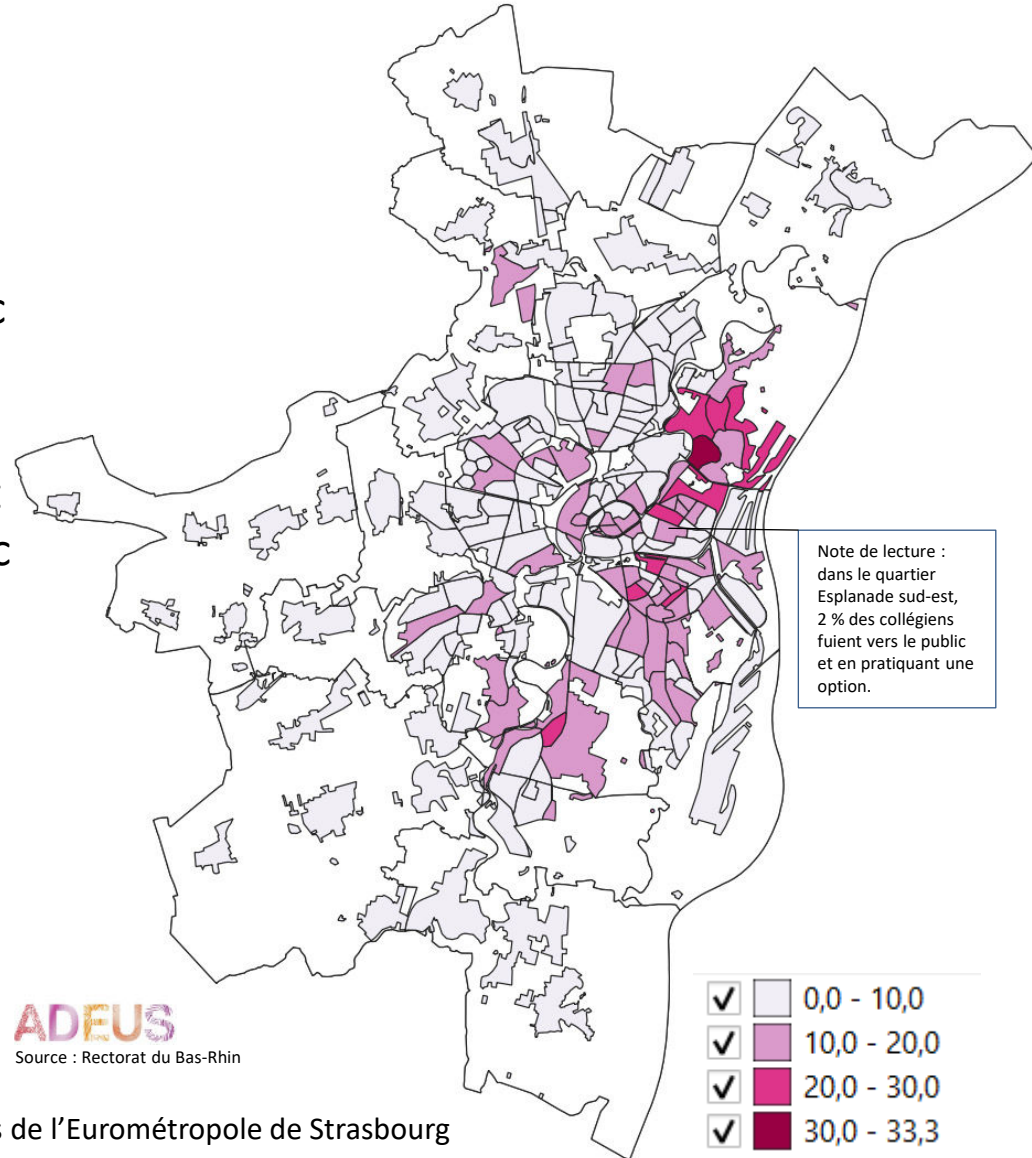 C
C
Note de lecture :
dans le quartier
Esplanade sud-est,
2 % des collégiens
fuient vers le public
et en pratiquant une
option.
ADEUS
Source : Rectorat du Bas-Rhin
0,0 - 10,0
10,0 - 20,0
20,0 - 30,0
30,0 - 33,3
s de l’Eurométropole de Strasbourg